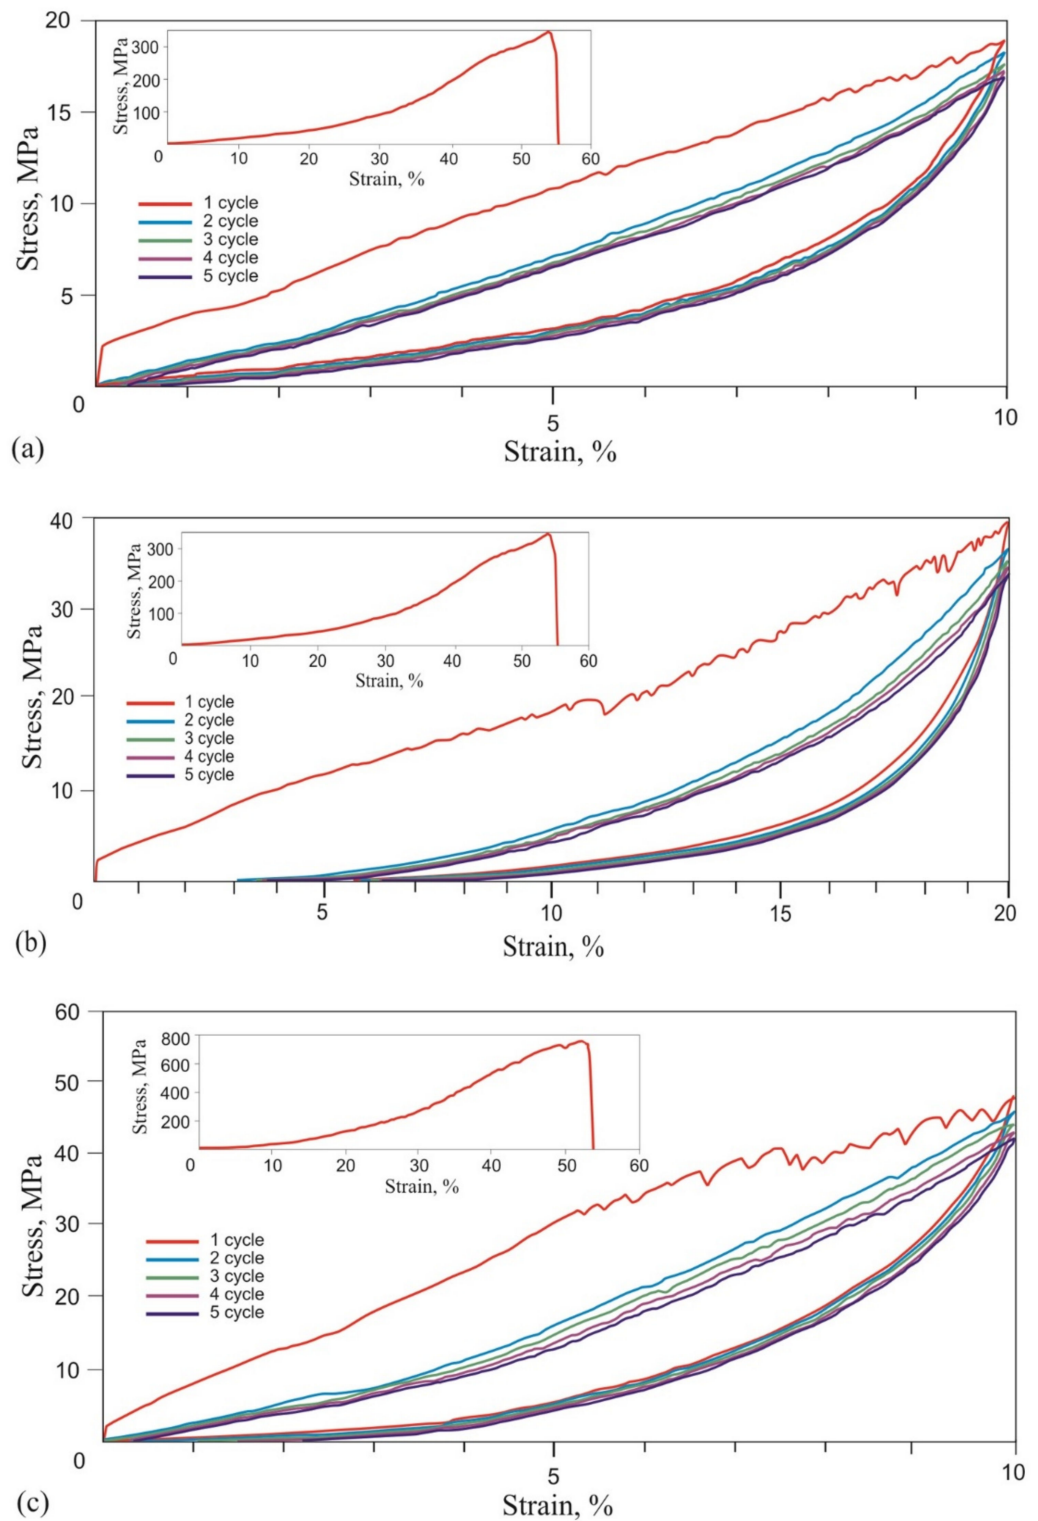 20
15
10
5
0
5
10
Stress, MPa
Strain, %
300
200
100
0
10
20
30
40
50
60
Stress, MPa
Strain, %
1 cycle
2 cycle
3 cycle
4 cycle
5 cycle
(a)
40
30
20
10
0
5
10
15
20
Stress, MPa
Strain, %
300
200
100
0
10
20
30
40
50
60
Stress, MPa
Strain, %
1 cycle
2 cycle
3 cycle
4 cycle
5 cycle
(b)
60
50
40
30
20
10
0
5
10
Stress, MPa
Strain, %
800
600
400
200
0
10
20
30
40
50
60
Stress, MPa
Strain, %
1 cycle
2 cycle
3 cycle
4 cycle
5 cycle
(c)